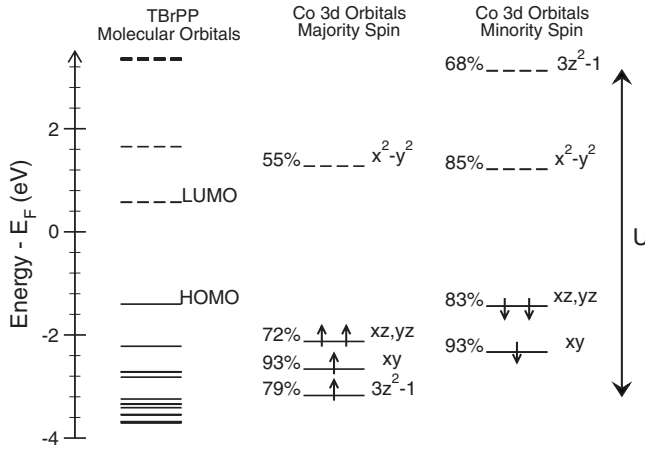 TBrPP
Molecular Orbitals
Co 3d Orbitals
Majority Spin
Co 3d Orbitals
Minority Spin
68% 3z²-1
2
55% x²-y²
85% x²-y²
LUMO
0
U
Energy - E_F (eV)
HOMO
83% xz,yz
-2
72% xz,yz
93% xy
93% xy
79% 3z²-1
-4